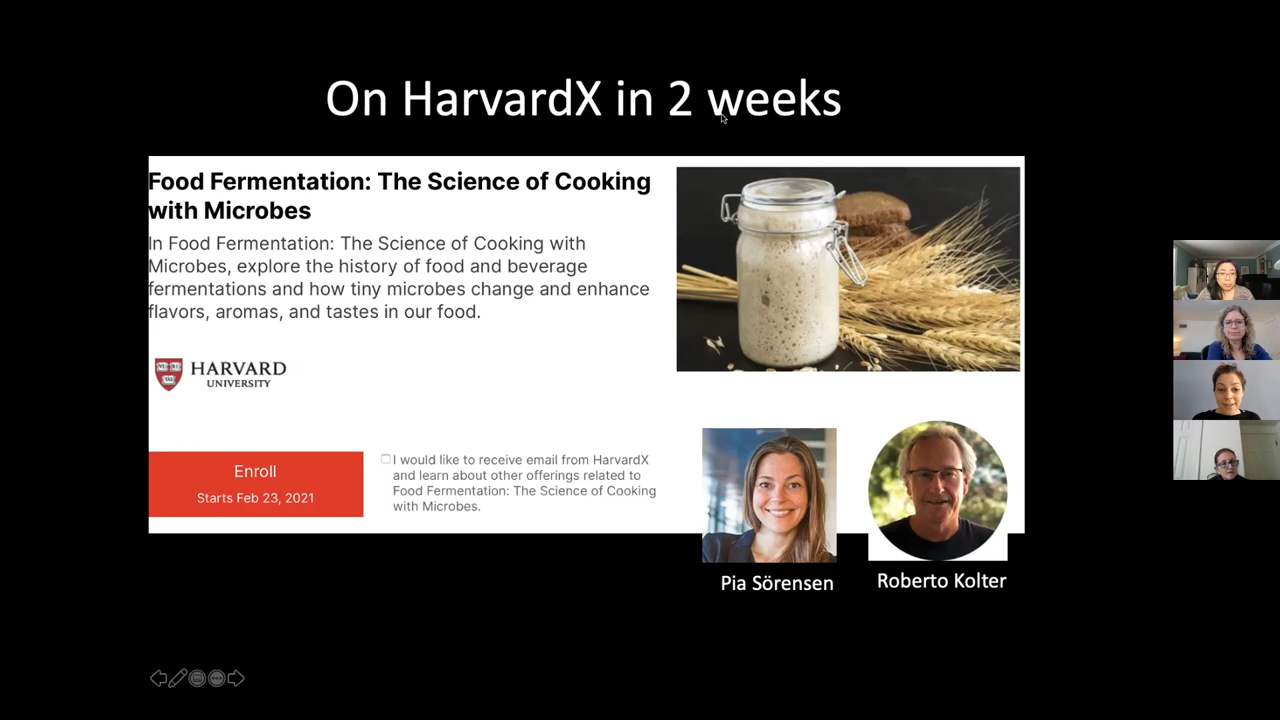 On HarvardX in 2 weeks
Food Fermentation: The Science of Cooking
with Microbes
In Food Fermentation: The Science of Cooking with
Microbes, explore the history of food and beverage
fermentations and how tiny microbes change and enhance
flavors, aromas, and tastes in our food.
HARVARD
UNIVERSITY
Enroll
Starts Feb 23, 2021
I would like to receive email from HarvardX
and learn about other offerings related to
Food Fermentation: The Science of Cooking
with Microbes.
Pia Sörensen
Roberto Kolter